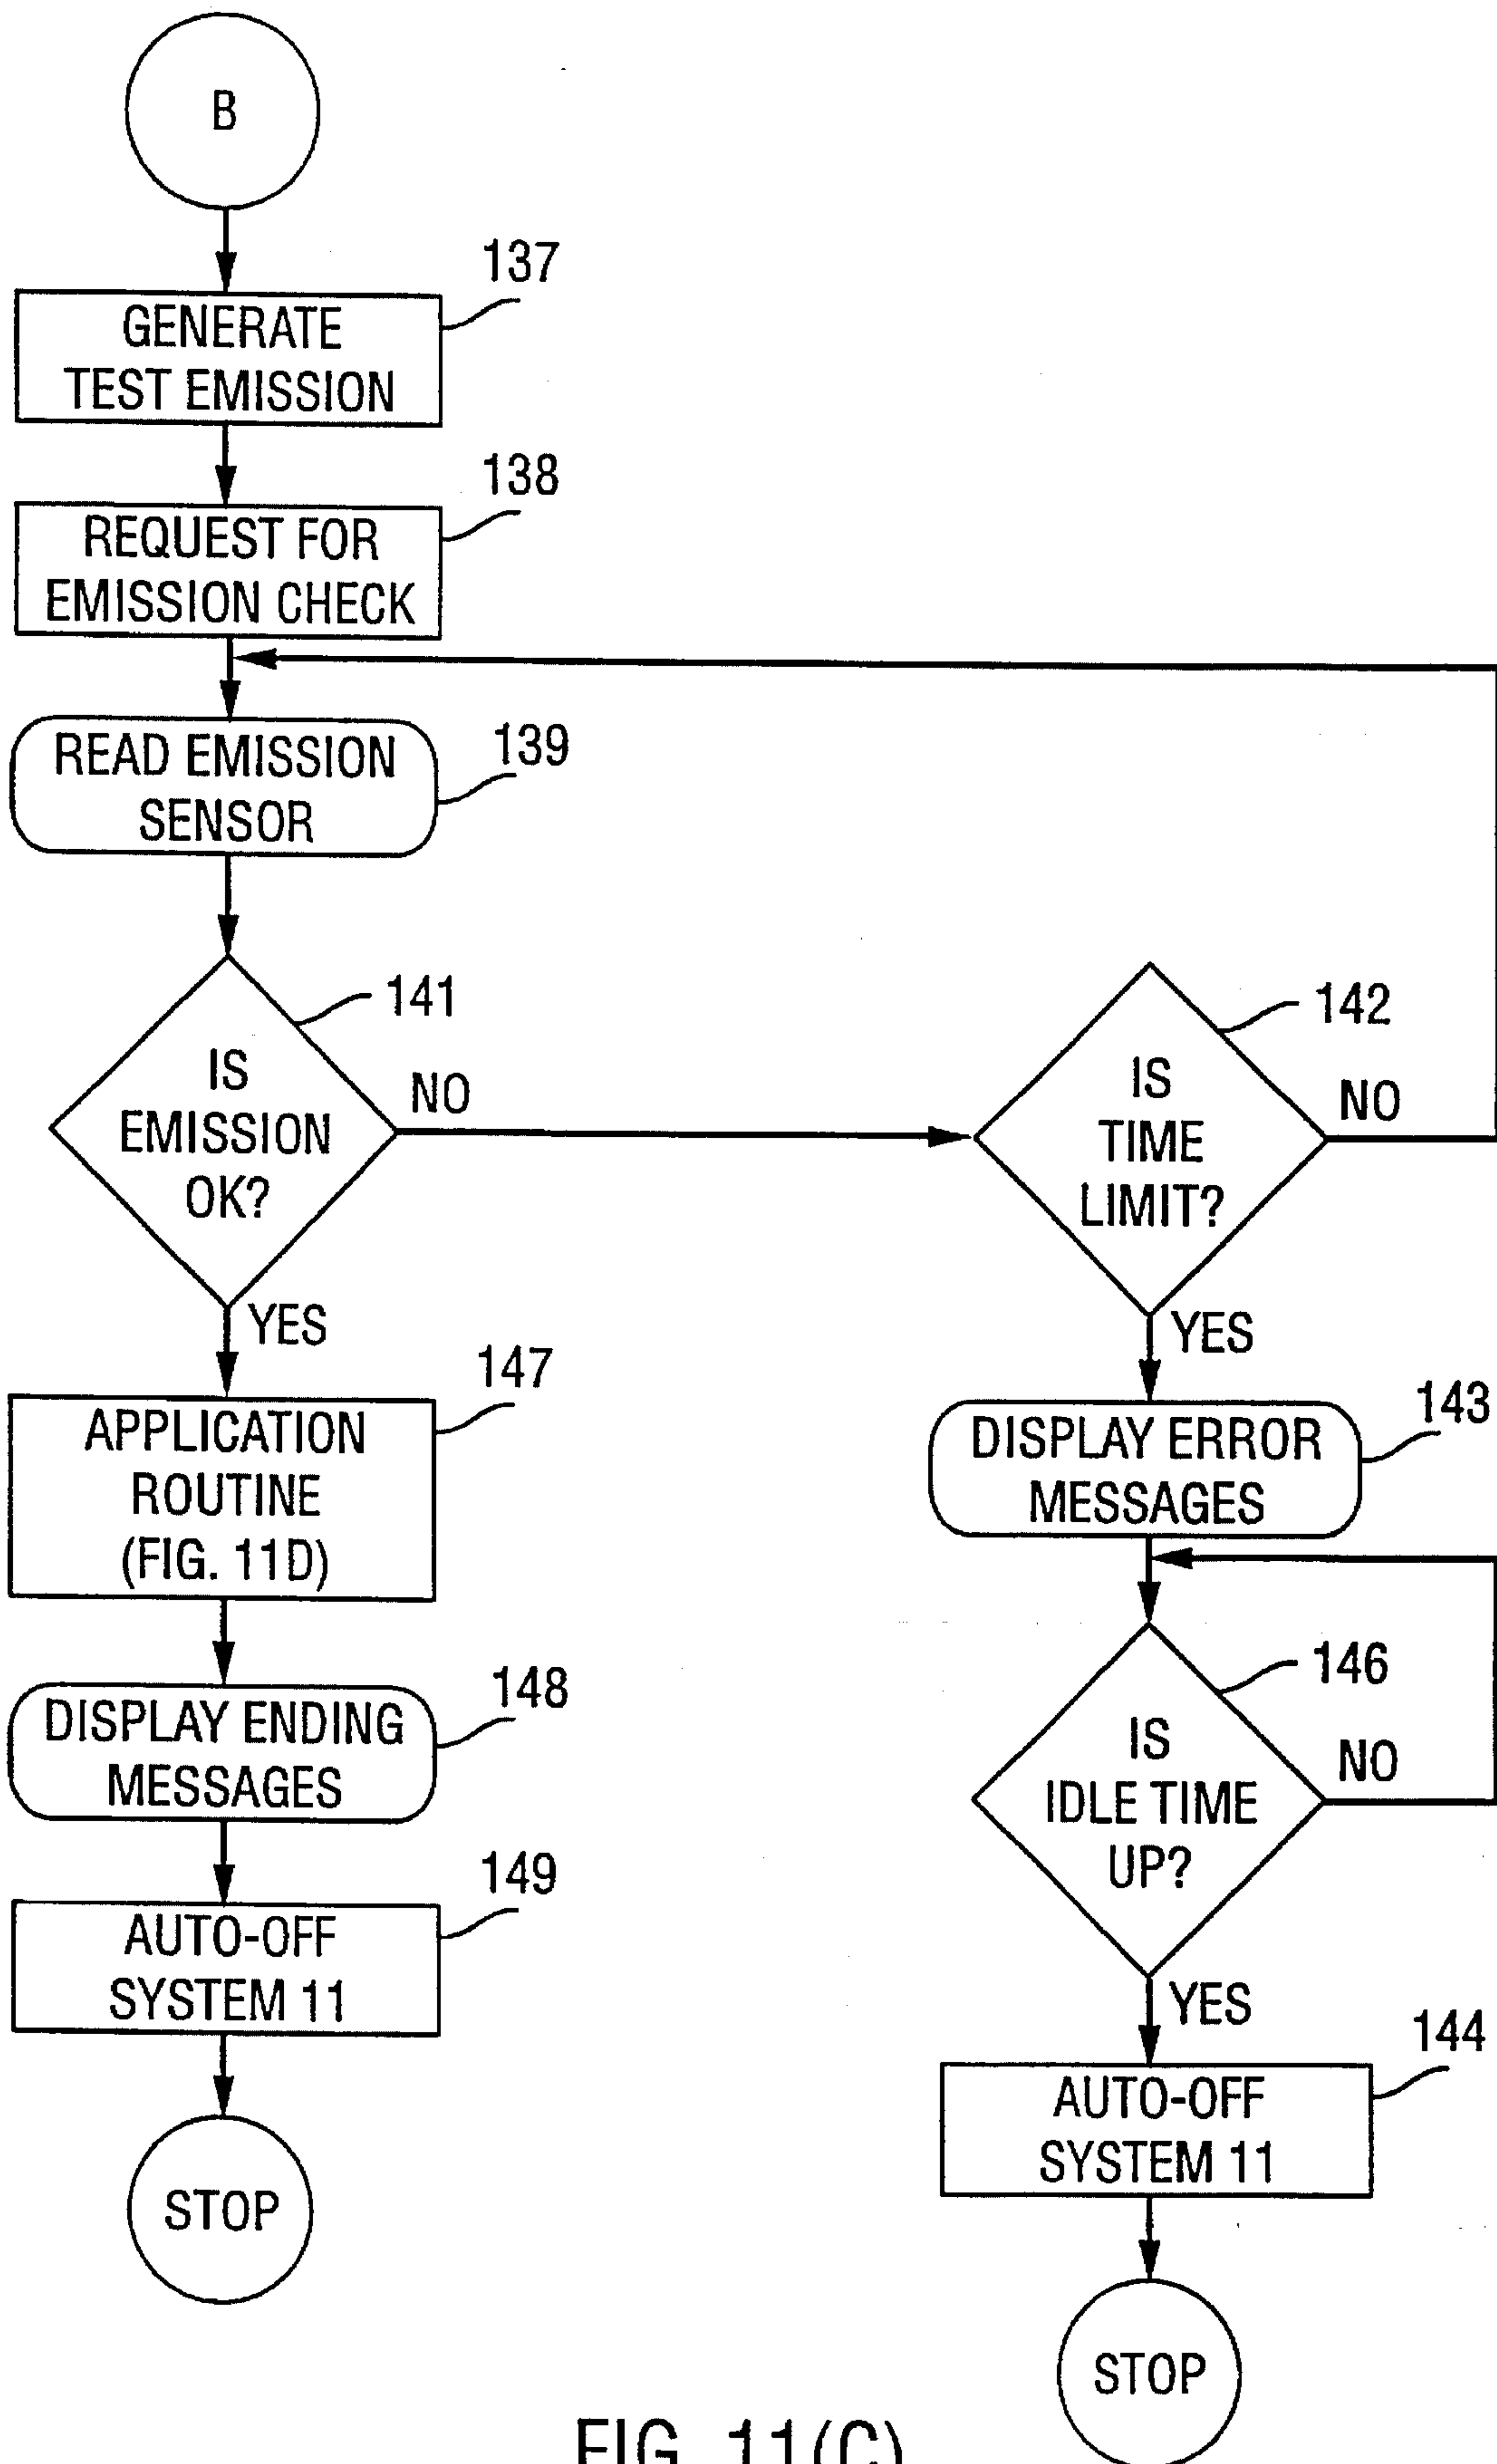 B
137
GENERATE
TEST EMISSION
138
REQUEST FOR
EMISSION CHECK
139
READ EMISSION
SENSOR
141
IS
EMISSION
OK?
NO
142
IS
TIME
LIMIT?
NO
YES
YES
147
APPLICATION
ROUTINE
(FIG. 11D)
143
DISPLAY ERROR
MESSAGES
148
DISPLAY ENDING
MESSAGES
146
IS
IDLE TIME
UP?
NO
149
AUTO-OFF
SYSTEM 11
YES
144
AUTO-OFF
SYSTEM 11
STOP
STOP
FIG. 11(C)